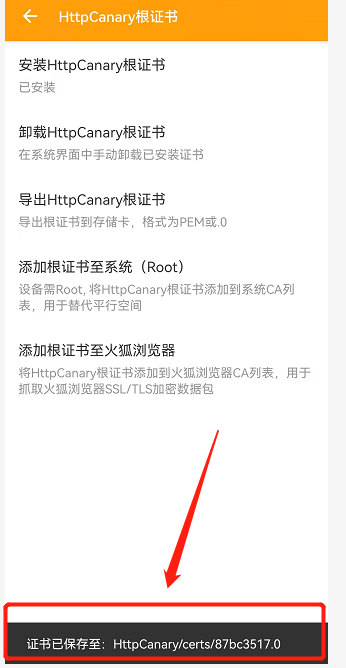 HttpCanary根证书
安装HttpCanary根证书
已安装
卸载HttpCanary根证书
在系统界面中手动卸载已安装证书
导出HttpCanary根证书
导出根证书到存储卡，格式为PEM或.0
添加根证书至系统（Root）
设备需Root, 将HttpCanary根证书添加到系统CA列
表，用于替代平行空间
添加根证书至火狐浏览器
将HttpCanary根证书添加到火狐浏览器CA列表，用于
抓取火狐浏览器SSL/TLS加密数据包
证书已保存至：HttpCanary/certs/87bc3517.0